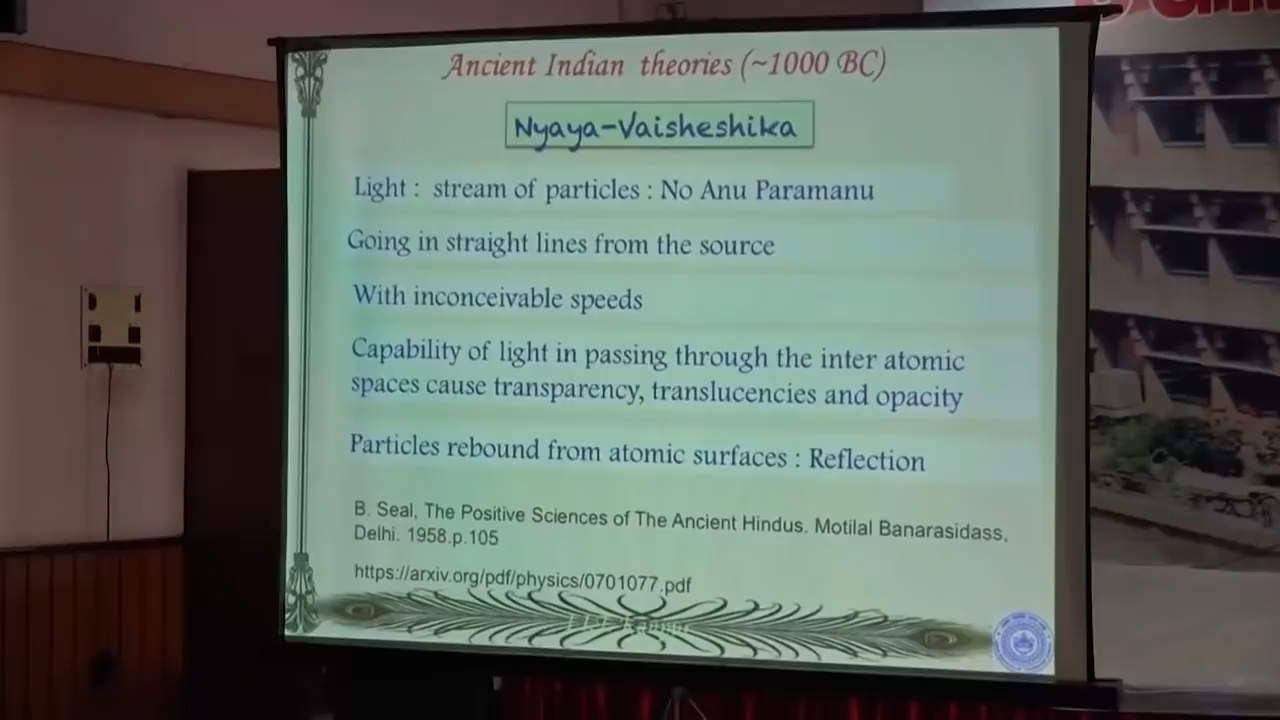 Ancient Indian theories (~1000 BC)
Nyaya-Vaisheshika
Light : stream of particles : No Anu Paramanu
Going in straight lines from the source
With inconceivable speeds
Capability of light in passing through the inter atomic
spaces cause transparency, translucencies and opacity
Particles rebound from atomic surfaces : Reflection
B. Seal, The Positive Sciences of The Ancient Hindus. Motilal Banarasidass,
Delhi. 1958.p.105
https://arxiv.org/pdf/physics/0701077.pdf